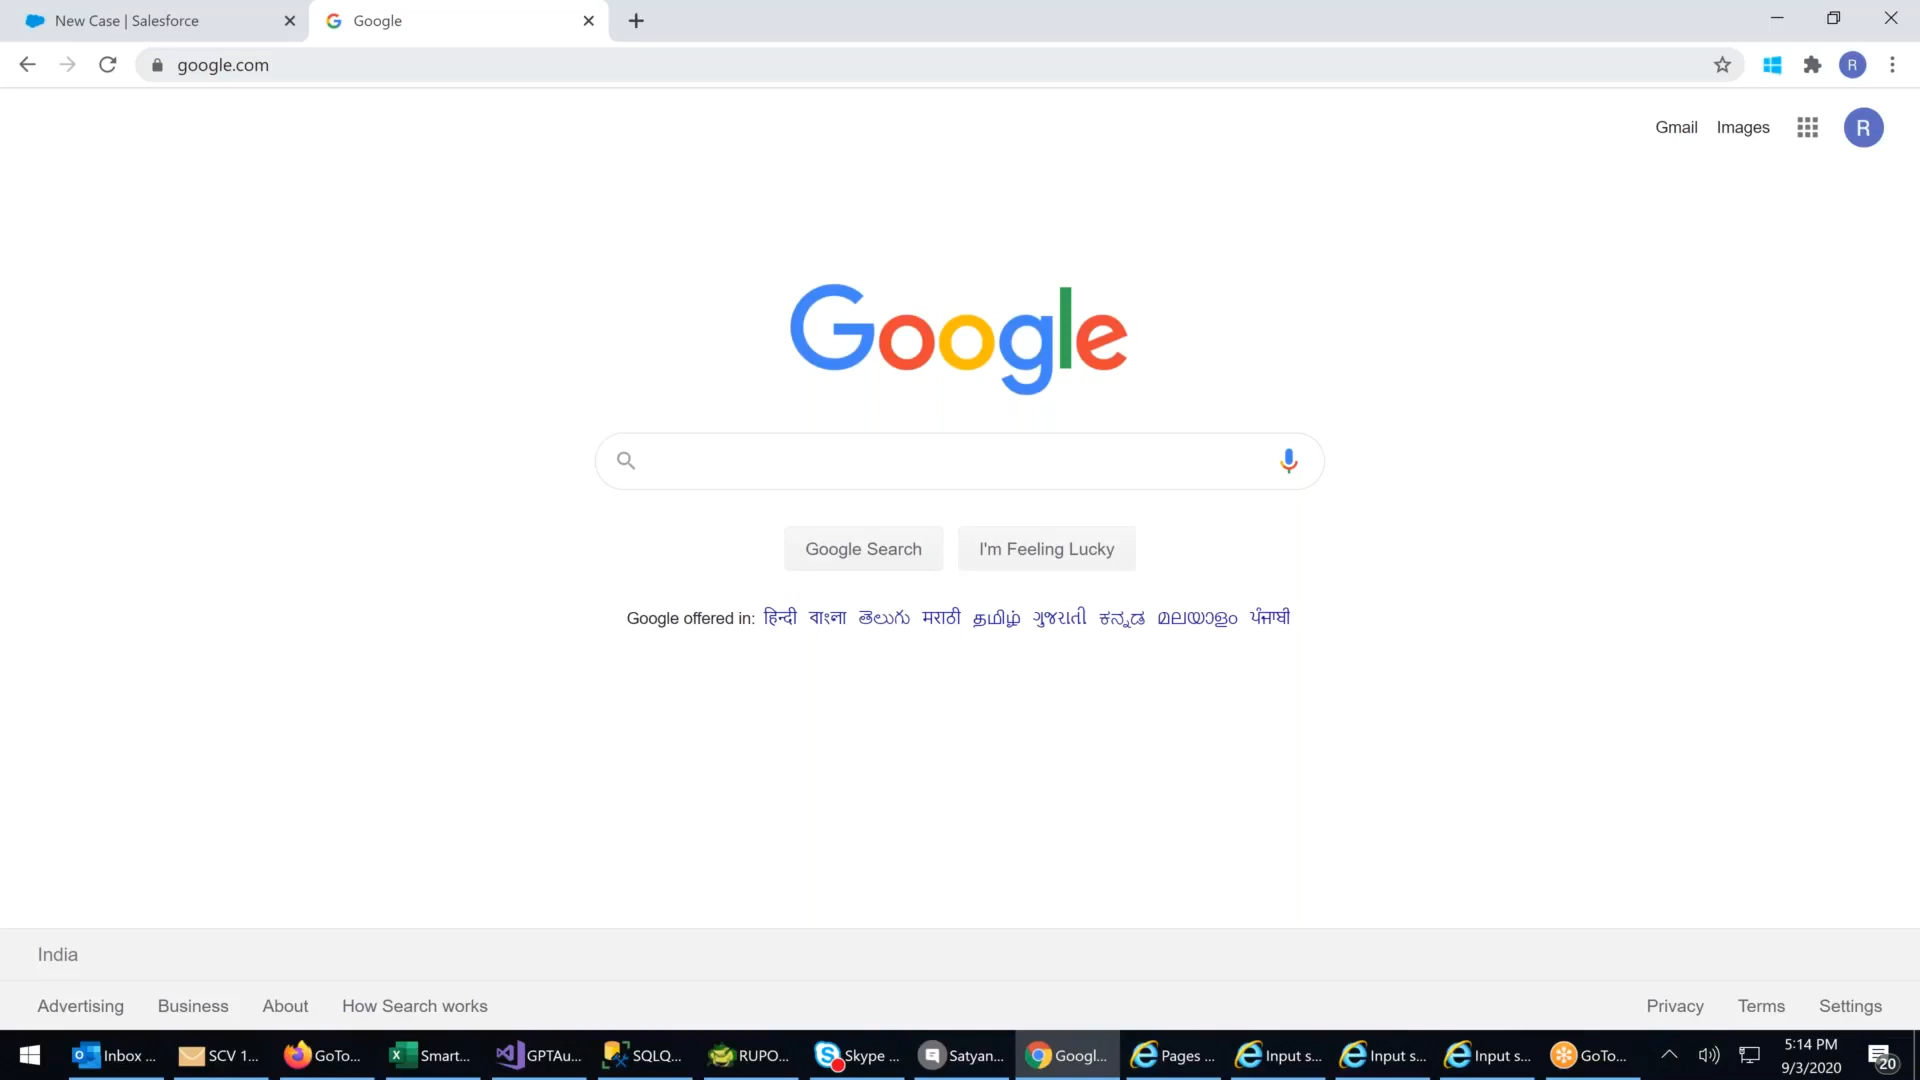 New Case | Salesforce
Google
google.com
R
Gmail Images R
Google
Google Search I'm Feeling Lucky
Google offered in: हिन्दी বাংলা తెలుగు मराठी தமிழ் ગુજરાતી ಕನ್ನಡ മലയാളം ਪੰਜਾਬੀ
India
Advertising Business About How Search works Privacy Terms Settings
Inbox ... SCV 1... GoTo... Smart... GPTAu... SQLQ... RUPO... Skype ... Satyan... Googl... Pages ... Input s... Input s... Input s... GoTo... 5:14 PM
9/3/2020 20